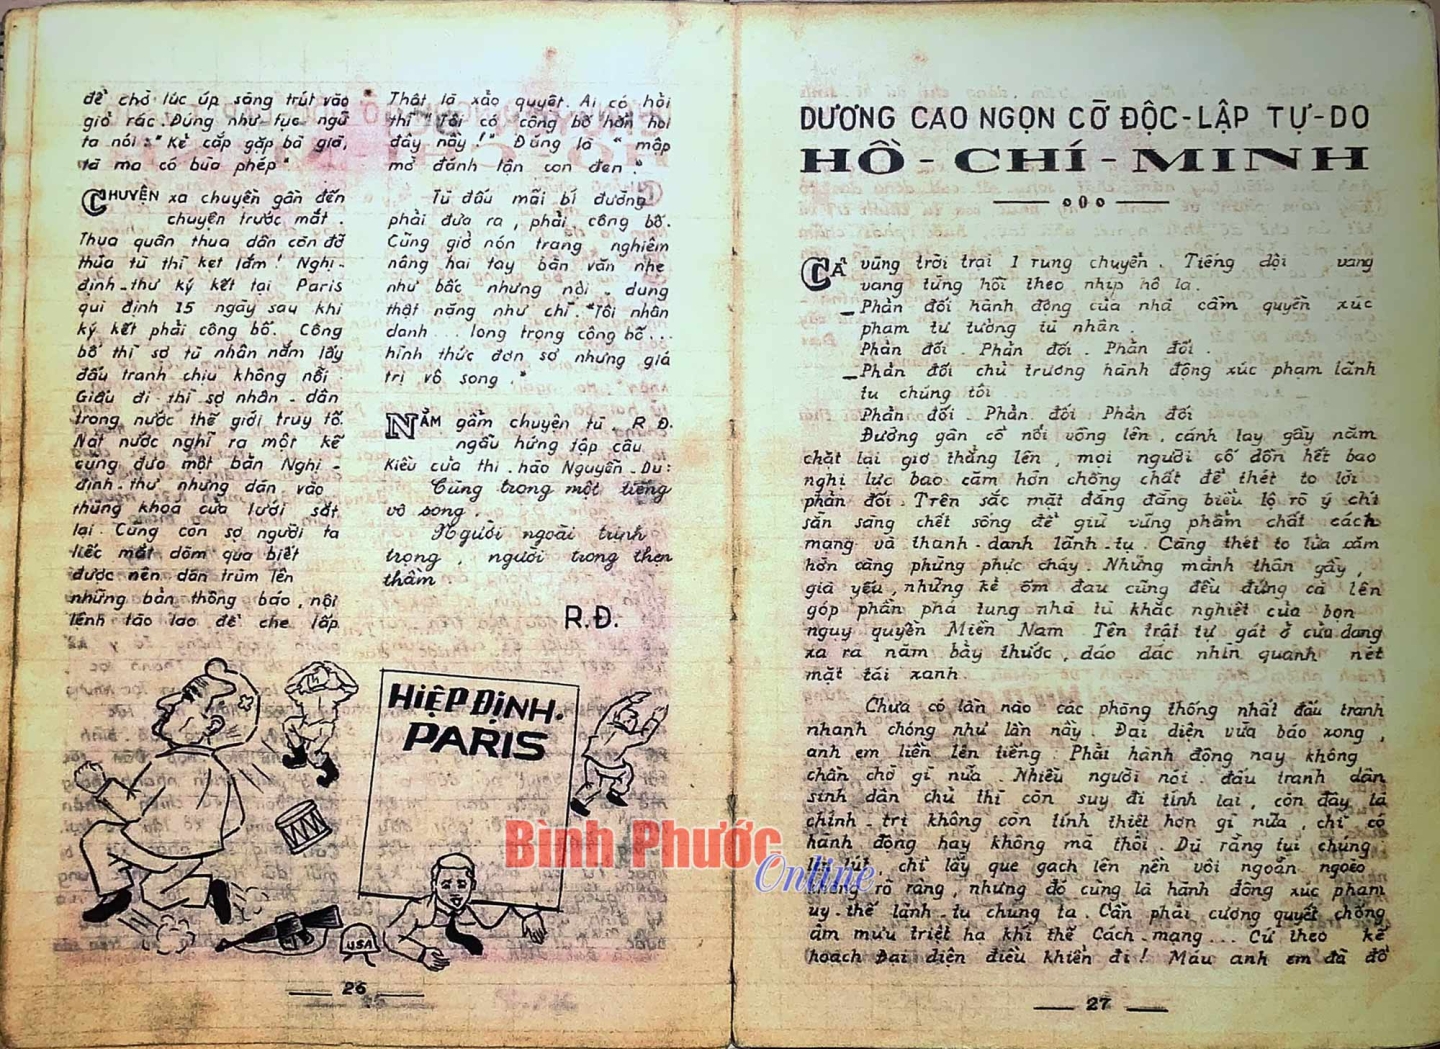 để chờ lúc úp sàng trút vào
giỏ rác. Đúng như tục ngữ
ta nói: "Kẻ cắp gặp bà già,
tà ma có bùa phép"
CHUYỆN xa chuyện gần đến
chuyện trước mắt.
Thua quân thua dân còn đỡ
thua tù thì kẹt lắm! Nghị-
định-thư ký kết tại Paris
qui định 15 ngày sau khi
ký kết phải công bố. Công
bố thì sợ tù nhân nắm lấy
đấu tranh chịu không nổi.
Giấu đi thì sợ nhân-dân
trong nước thế giới truy tố.
Nát nước nghĩ ra một kế
cũng đưa một bản Nghị-
định-thư nhưng dán vào
thùng khoá cửa lưới sắt
lại. Cũng còn sợ người ta
liếc mắt dòm qua biết
được nên dán trùm lên
những bản thông báo, nội
lệnh tào lao để che lấp
Thật là xảo quyệt. Ai có hỏi
thì "Tôi có công bố hẳn hoi
đây nầy!" Đáng là "mập
mờ đánh lận con đen".
Tù đấu mãi bí đường
phải đưa ra, phải công bố.
Cũng giở nón trang nghiêm
nâng hai tay bản văn nhẹ
như bấc nhưng nội-dung
thật nặng như chì. "Tôi nhân
danh... long trọng công bố...
hình thức đơn sơ nhưng giá
trị vô song."
NẰM gẫm chuyện tù. R.Đ.
ngẫu hứng tập câu
Kiều của thi-hào Nguyễn-Du:
Cũng trong một tiếng
vô song.
Người ngoài trịnh
trọng, người trong thẹn
thầm
R.Đ.
HIỆP ĐỊNH.
PARIS
USA
26
DƯƠNG CAO NGỌN CỜ ĐỘC-LẬP TỰ-DO
HỒ-CHÍ-MINH
CẢ vùng trời trại 1 rung chuyển. Tiếng dội vang
vang từng hồi theo nhịp hô la.
_Phản đối hành động của nhà cầm quyền xúc
phạm tư tưởng tù nhân.
Phản đối. Phản đối. Phản đối.
_Phản đối chủ trương hành động xúc phạm lãnh
tụ chúng tôi
Phản đối. Phản đối Phản đối
Đường gân cổ nổi vồng lên, cánh tay gầy nắm
chặt lại giơ thẳng lên, mọi người cố dồn hết bao
nghị lực bao căm hờn chồng chất để thét to lời
phản đối. Trên sắc mặt đăng đăng biểu lộ rõ ý chí
sẵn sàng chết sống để giữ vững phẩm chất cách
mạng và thanh-danh lãnh-tụ. Càng thét to lửa căm
hờn càng phừng phực cháy. Những mảnh thân gầy,
già yếu, những kẻ ốm đau cũng đều đứng cả lên
góp phần phá tung nhà tù khắc nghiệt của bọn
nguỵ quyền Miền Nam. Tên trật tự gát ở cửa dang
xa ra năm bảy thước, dáo dác nhìn quanh nét
mặt tái xanh.
Chưa có lần nào các phòng thống nhất đấu tranh
nhanh chóng như lần nầy. Đại diện vừa báo xong,
anh em liền lên tiếng. Phải hành động ngay không
chần chờ gì nữa. Nhiều người nói: đấu tranh dân
sinh dân chủ thì còn suy đi tính lại, còn đây là
chính-trị không còn tính thiệt hơn gì nữa, chỉ có
hành động hay không mà thôi. Dù rằng tụi chúng
lụt, chỉ lấy que gạch lên nền vôi ngoằn ngoèo
rõ ràng, nhưng đó cũng là hành động xúc phạm
uy-thế lãnh-tụ chúng ta. Cần phải cương quyết chống
âm mưu triệt hạ khí thế Cách-mạng... Cứ theo kế
hoạch Đại diện điều khiển đi! Máu anh em đã đổ
27
Bình Phước
Online